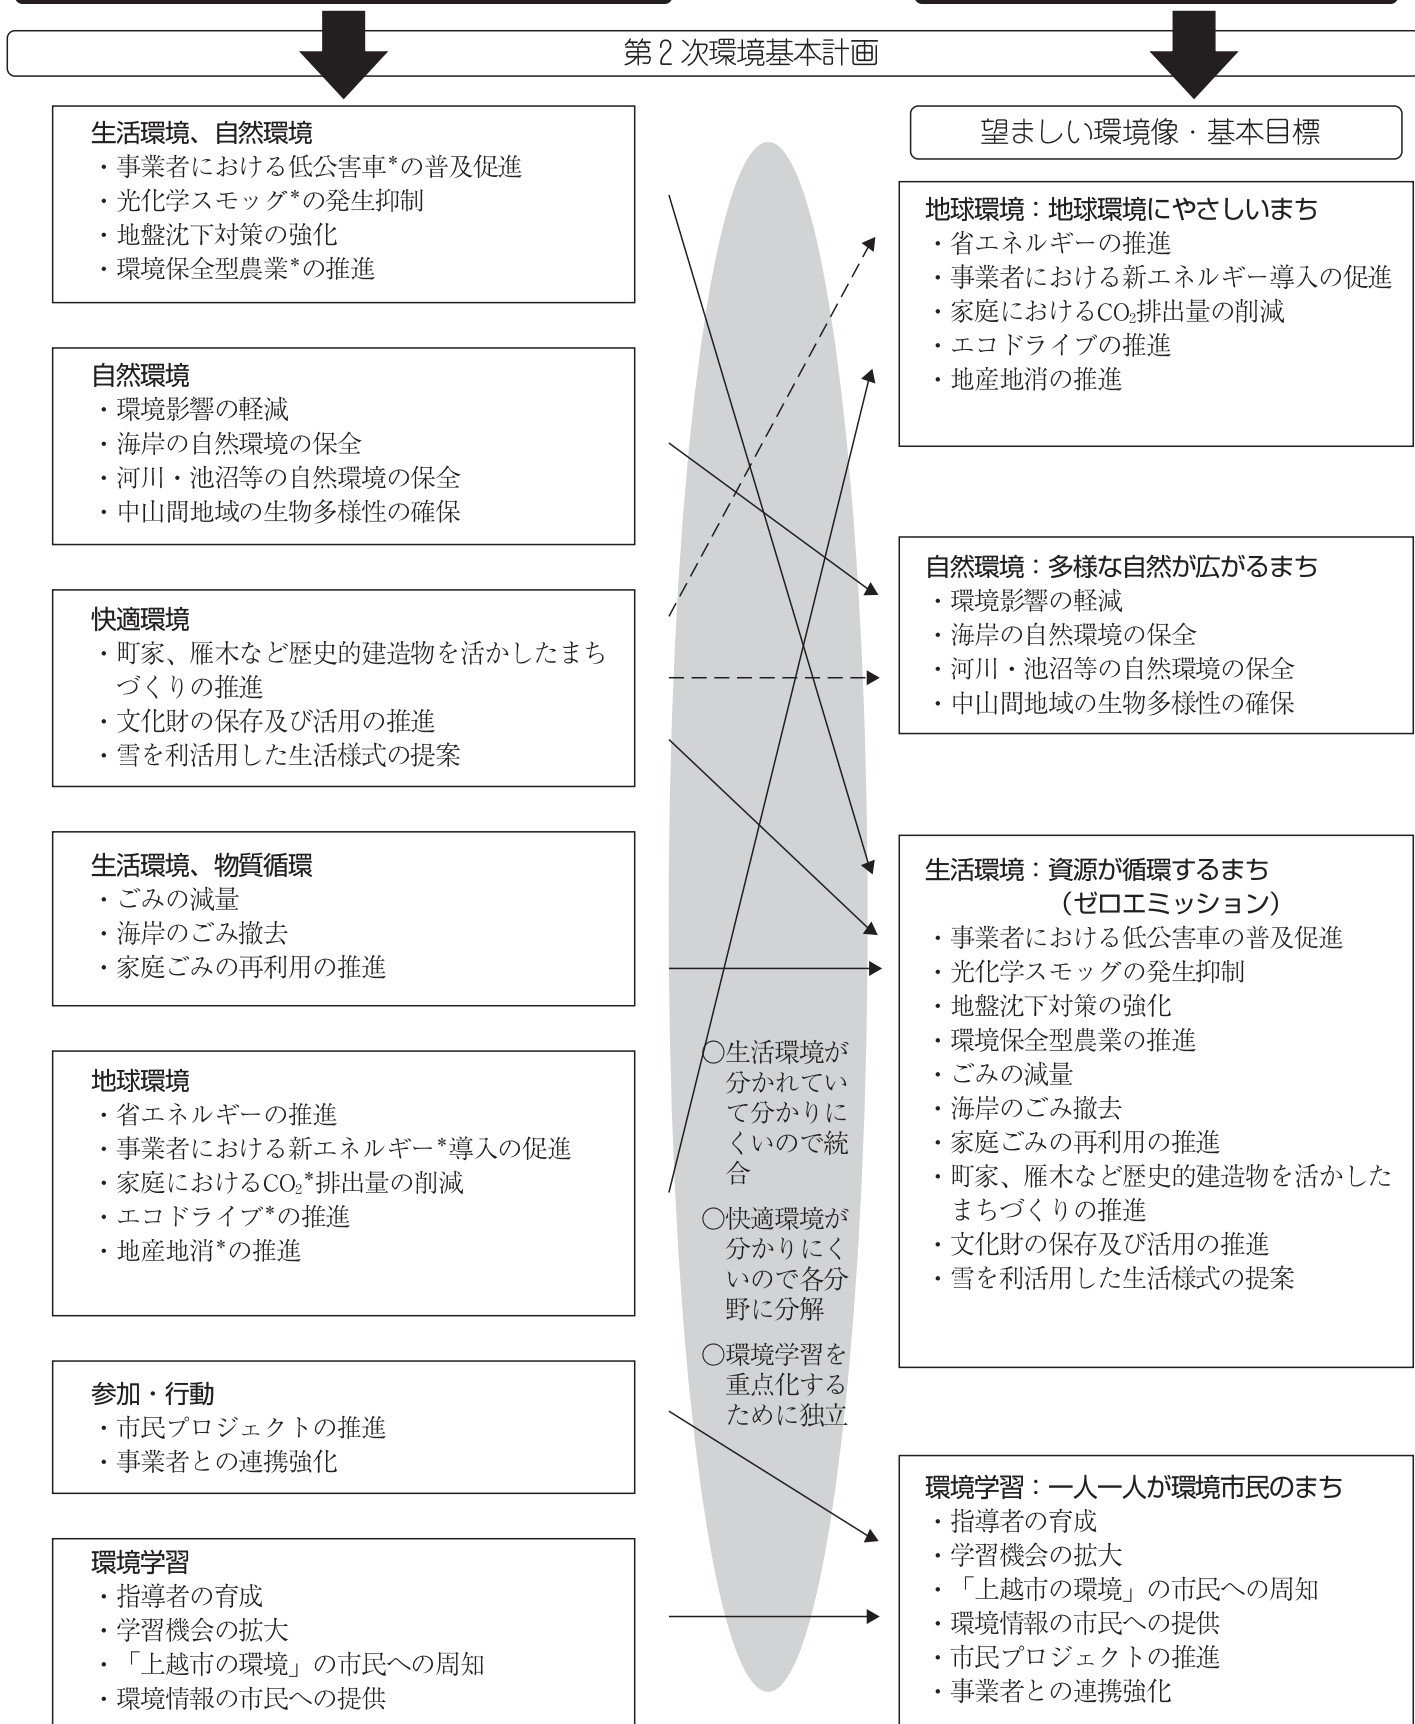 第2次環境基本計画
生活環境、自然環境
・事業者における低公害車*の普及促進
・光化学スモッグ*の発生抑制
・地盤沈下対策の強化
・環境保全型農業*の推進
自然環境
・環境影響の軽減
・海岸の自然環境の保全
・河川・池沼等の自然環境の保全
・中山間地域の生物多様性の確保
快適環境
・町家、雁木など歴史的建造物を活かしたまち
づくりの推進
・文化財の保存及び活用の推進
・雪を利活用した生活様式の提案
生活環境、物質循環
・ごみの減量
・海岸のごみ撤去
・家庭ごみの再利用の推進
地球環境
・省エネルギーの推進
・事業者における新エネルギー*導入の促進
・家庭におけるCO₂*排出量の削減
・エコドライブ*の推進
・地産地消*の推進
参加・行動
・市民プロジェクトの推進
・事業者との連携強化
環境学習
・指導者の育成
・学習機会の拡大
・「上越市の環境」の市民への周知
・環境情報の市民への提供
○生活環境が
分かれてい
て分かりに
くいので統
合
○快適環境が
分かりにく
いので各分
野に分解
○環境学習を
重点化する
ために独立
望ましい環境像・基本目標
地球環境：地球環境にやさしいまち
・省エネルギーの推進
・事業者における新エネルギー導入の促進
・家庭におけるCO₂排出量の削減
・エコドライブの推進
・地産地消の推進
自然環境：多様な自然が広がるまち
・環境影響の軽減
・海岸の自然環境の保全
・河川・池沼等の自然環境の保全
・中山間地域の生物多様性の確保
生活環境：資源が循環するまち
（ゼロエミッション）
・事業者における低公害車の普及促進
・光化学スモッグの発生抑制
・地盤沈下対策の強化
・環境保全型農業の推進
・ごみの減量
・海岸のごみ撤去
・家庭ごみの再利用の推進
・町家、雁木など歴史的建造物を活かした
まちづくりの推進
・文化財の保存及び活用の推進
・雪を利活用した生活様式の提案
環境学習：一人一人が環境市民のまち
・指導者の育成
・学習機会の拡大
・「上越市の環境」の市民への周知
・環境情報の市民への提供
・市民プロジェクトの推進
・事業者との連携強化